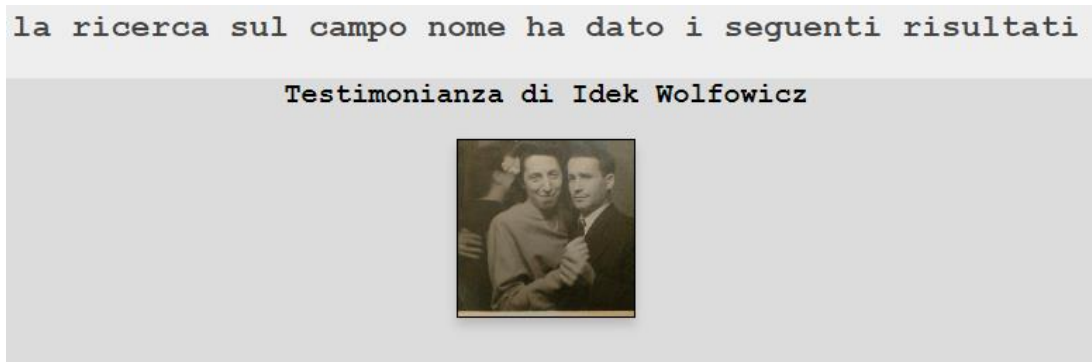 la ricerca sul campo nome ha dato i seguenti risultati
Testimonianza di Idek Wolfowicz